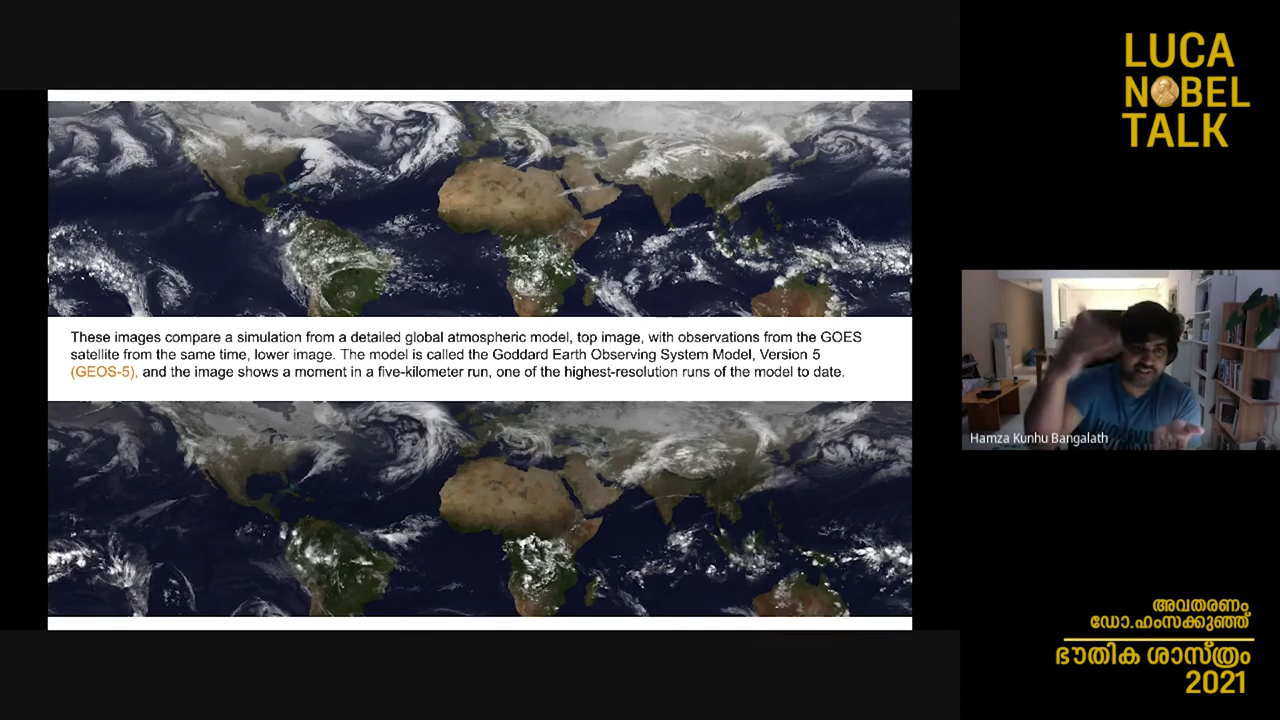 LUCA
NOBEL
TALK
These images compare a simulation from a detailed global atmospheric model, top image, with observations from the GOES
satellite from the same time, lower image. The model is called the Goddard Earth Observing System Model, Version 5
(GEOS-5), and the image shows a moment in a five-kilometer run, one of the highest-resolution runs of the model to date.
Hamza Kunhu Bangalath
അവതരണം
ഡോ.ഹംസക്കുഞ്ഞ്
ഭൗതിക ശാസ്ത്രം
2021